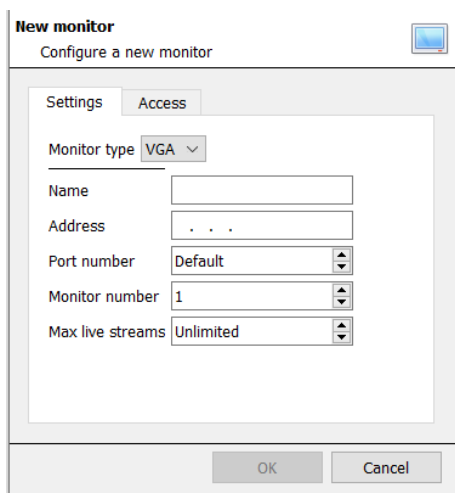 New monitor
Configure a new monitor
Settings Access
Monitor type VGA
Name
Address . . .
Port number Default
Monitor number 1
Max live streams Unlimited
OK Cancel